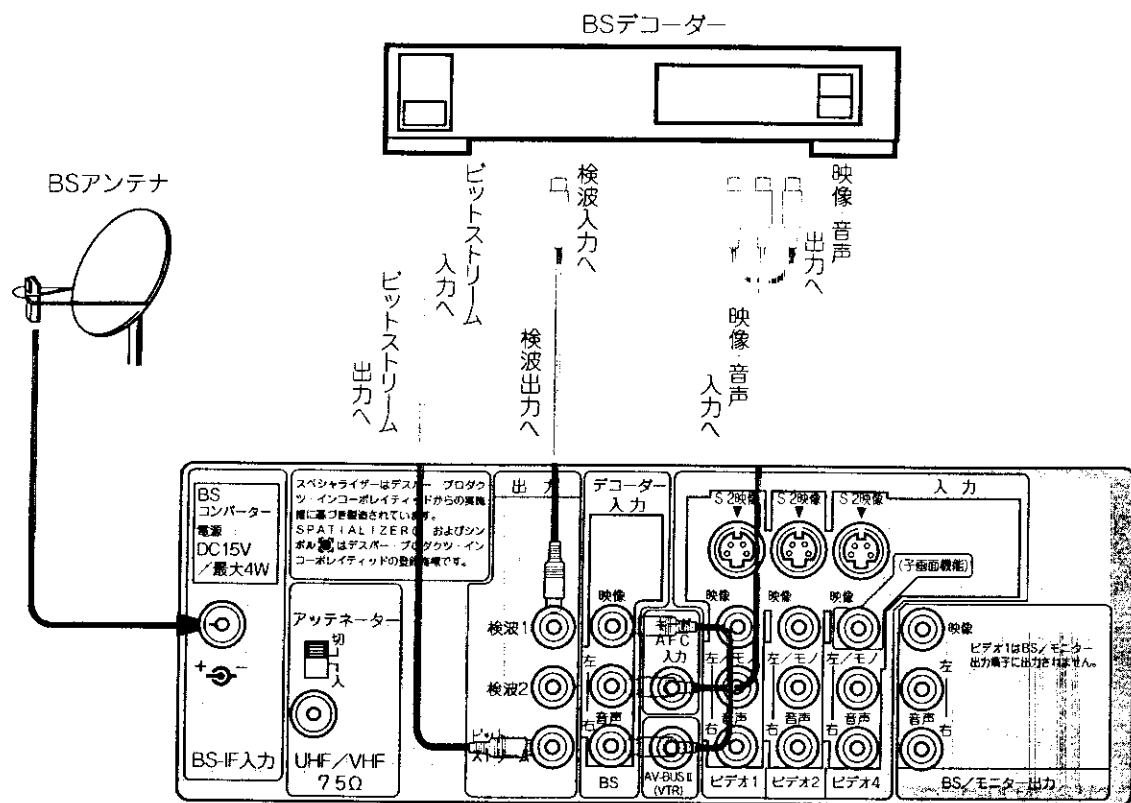 BSデコーダー
BSアンテナ
ビットストリーム
入力へ
検波入力へ
映像・音声
出力へ
ビットストリーム
出力へ
検波出力へ
映像・音声
入力へ
BS
コンバーター
電源
DC15V
／最大4W
BS-IF入力
スペシャライザーはデスパー プロダク
ツ・インコーポレイティッドからの実施
権に基づき製造されています。
およびシン
ボル
はデスパー・プロダクツ・イン
コーポレイティッドの登録商標です。
アッテネーター
切
入
UHF／VHF
75Ω
出力
検波1
検波2
ビット
ストリーム
デコーダー
入力
映像
左
音声
右
BS
AFC
入力
AV-BUSⅡ
(VTR)
入力
S2映像
S2映像
S2映像
(子画面機能)
映像
映像
映像
左／モノ
左／モノ
左／モノ
音声
音声
音声
右
右
右
ビデオ1
ビデオ2
ビデオ4
映像
左
音声
右
ビデオ1はBS／モニター
出力端子に出力されません。
BS／モニター出力